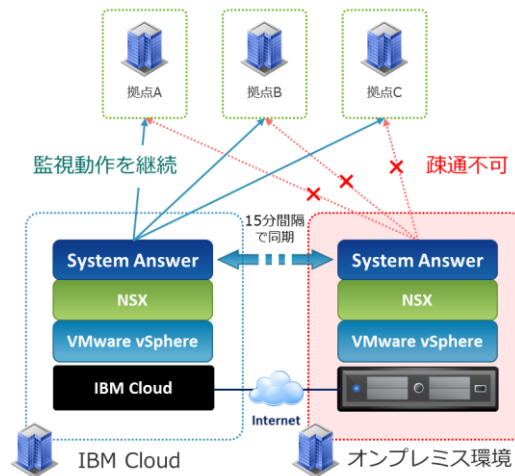 拠点A
拠点B
拠点C
監視動作を継続
疎通不可
15分間隔
で同期
System Answer
System Answer
NSX
NSX
VMware vSphere
VMware vSphere
IBM Cloud
Internet
IBM Cloud
オンプレミス環境